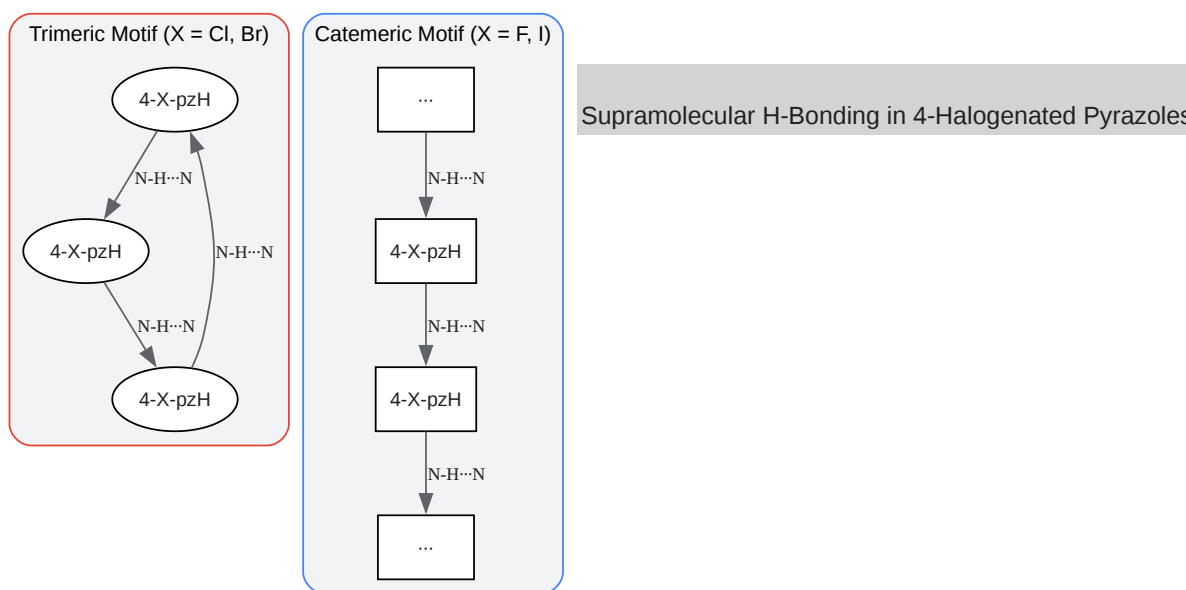 Trimeric Motif (X = Cl, Br)
4-X-pzH
N-H···N
4-X-pzH
N-H···N
N-H···N
4-X-pzH
Catemeric Motif (X = F, I)
...
N-H···N
4-X-pzH
N-H···N
4-X-pzH
N-H···N
...
Supramolecular H-Bonding in 4-Halogenated Pyrazoles